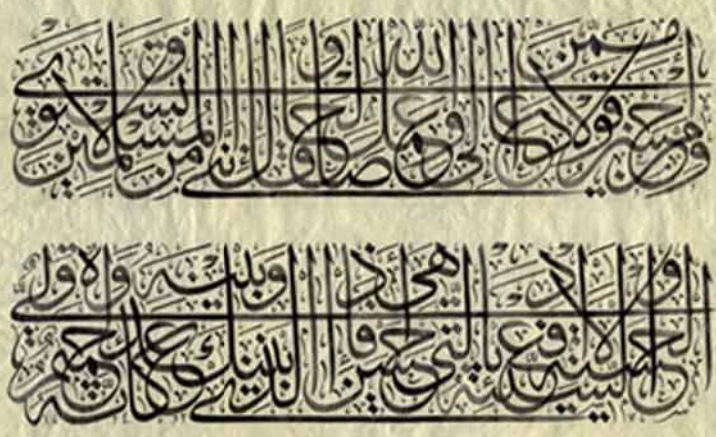 ومن أحسن قولا ممن دعا إلى الله وعمل صالحا وقال إنني من المسلمين ولا تستوي
الحسنة ولا السيئة ادفع بالتي هي أحسن فإذا الذي بينك وبينه عداوة كأنه ولي حميم